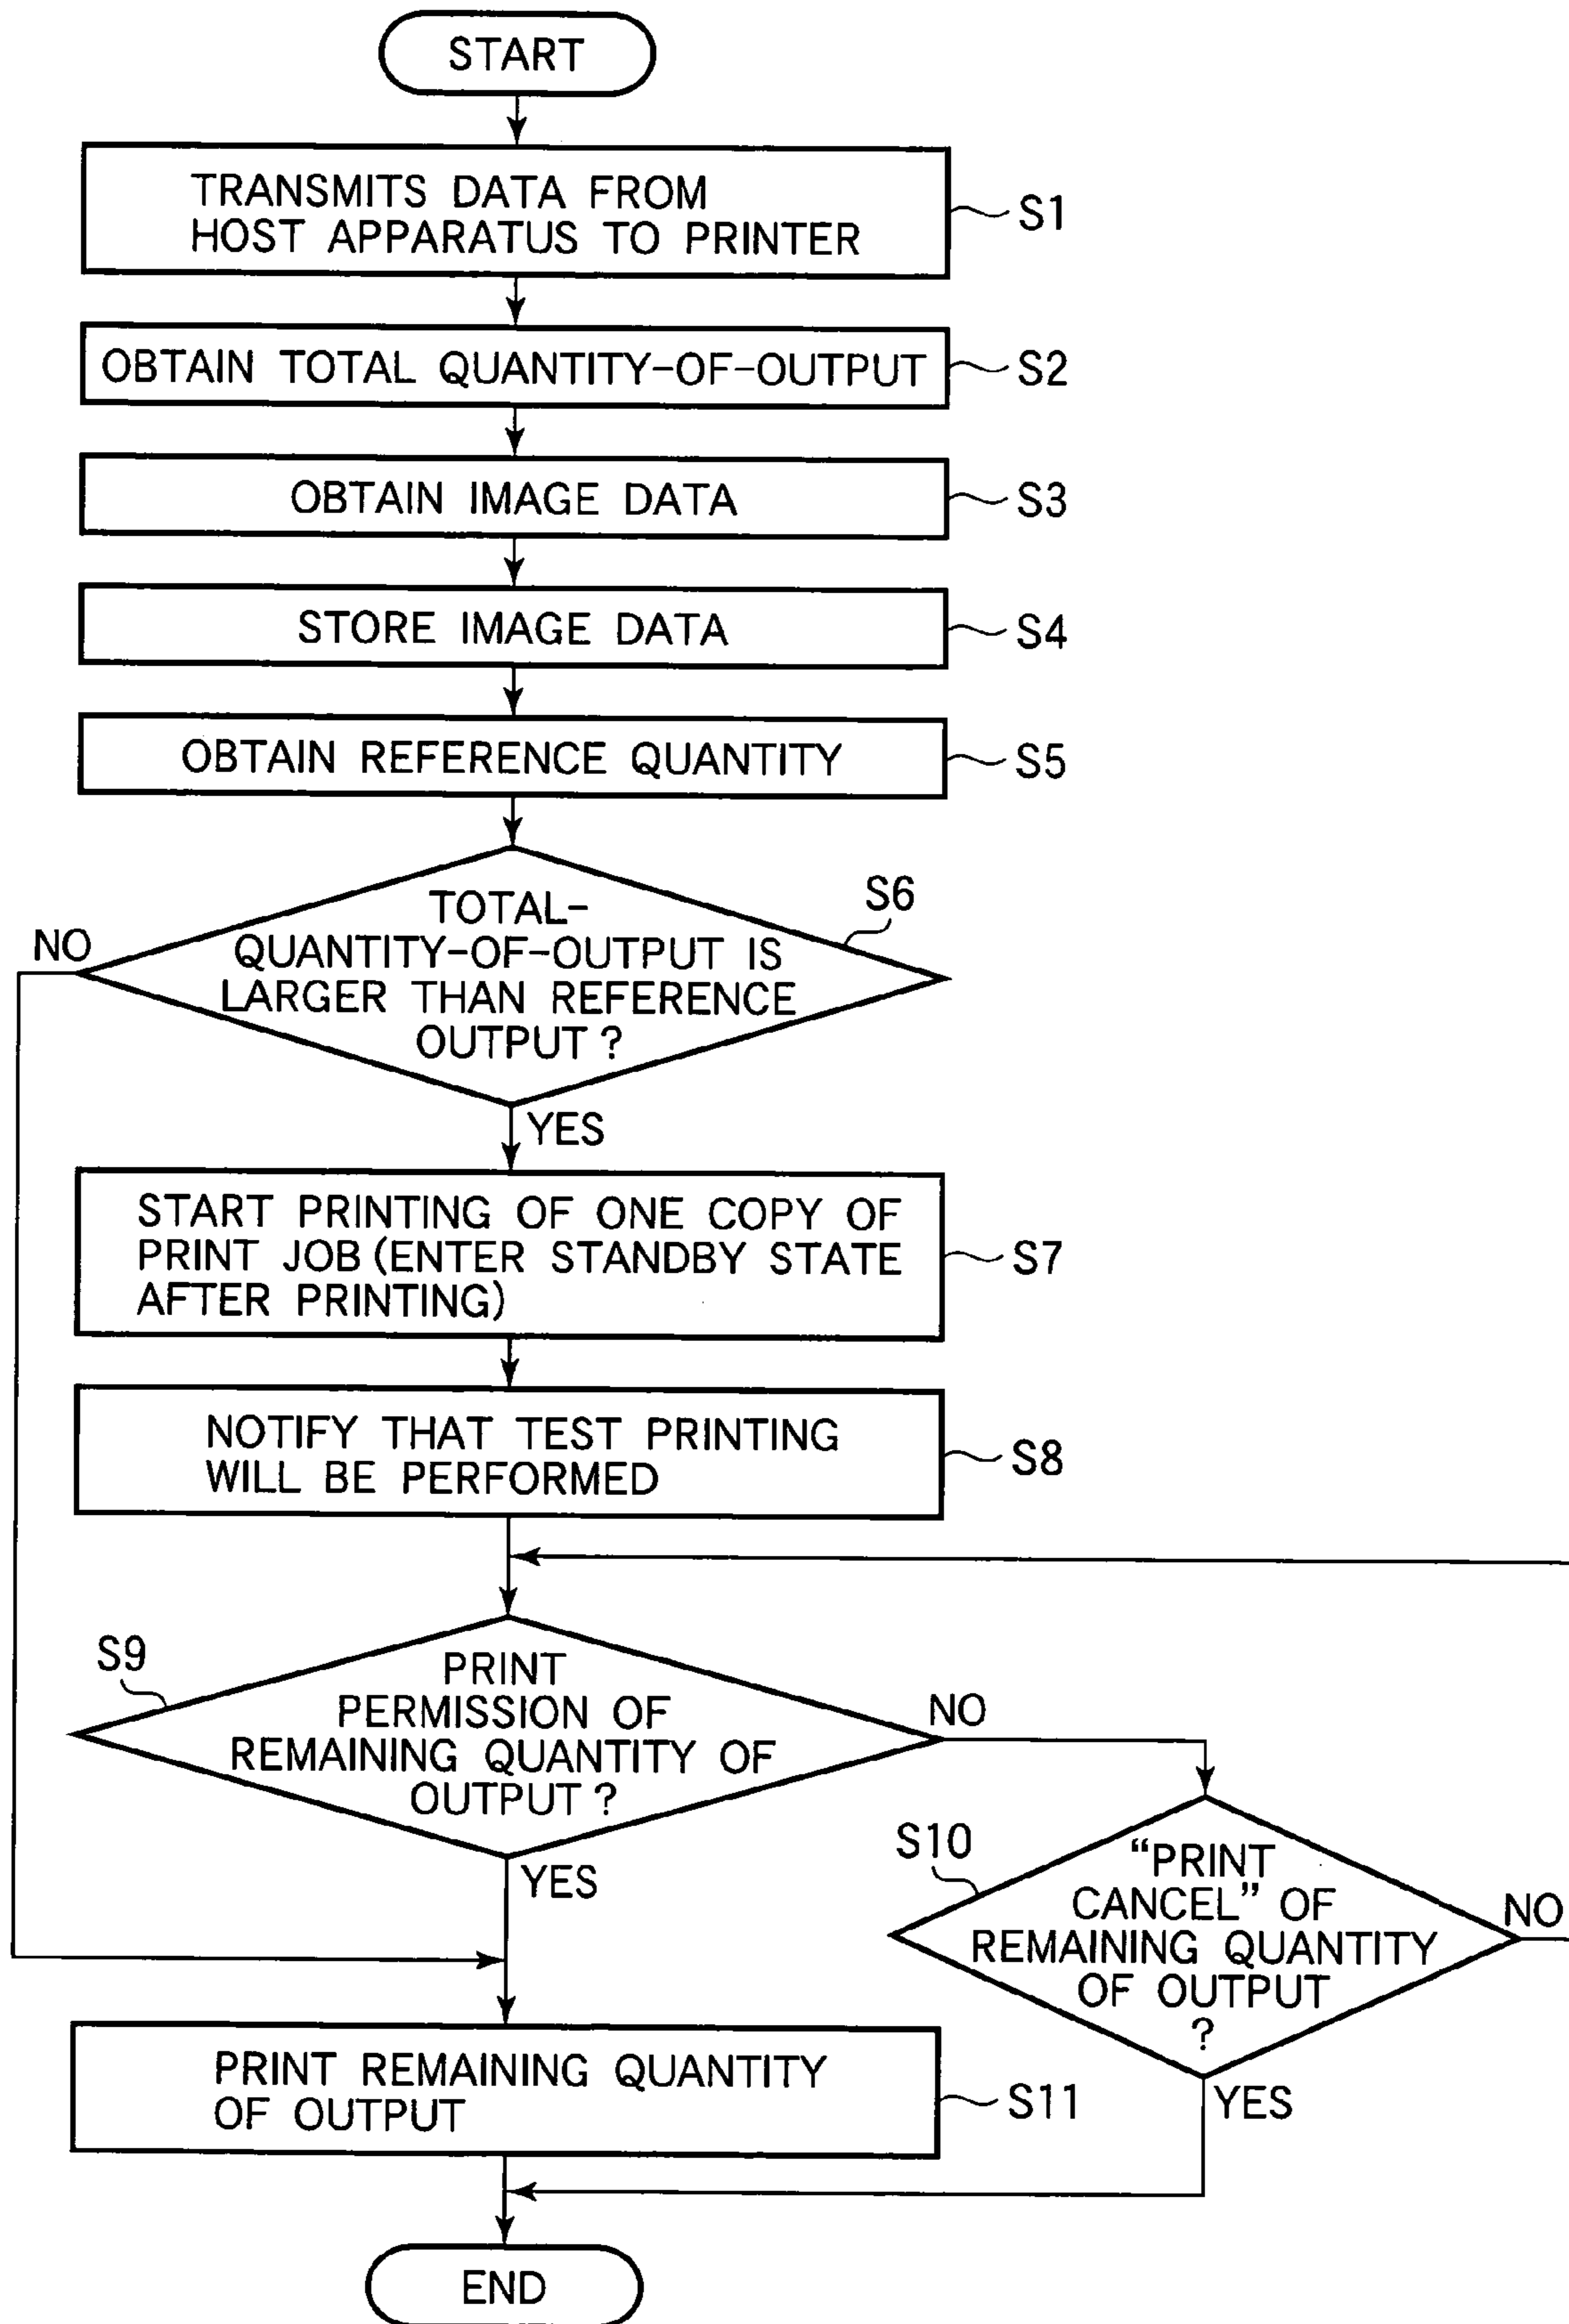 START
TRANSMITS DATA FROM
HOST APPARATUS TO PRINTER
S1
OBTAIN TOTAL QUANTITY-OF-OUTPUT
S2
OBTAIN IMAGE DATA
S3
STORE IMAGE DATA
S4
OBTAIN REFERENCE QUANTITY
S5
S6
NO
TOTAL-
QUANTITY-OF-OUTPUT IS
LARGER THAN REFERENCE
OUTPUT?
YES
START PRINTING OF ONE COPY OF
PRINT JOB (ENTER STANDBY STATE
AFTER PRINTING)
S7
NOTIFY THAT TEST PRINTING
WILL BE PERFORMED
S8
S9
PRINT
PERMISSION OF
REMAINING QUANTITY OF
OUTPUT?
NO
YES
S10
“PRINT
CANCEL” OF
REMAINING QUANTITY
OF OUTPUT
?
NO
YES
PRINT REMAINING QUANTITY
OF OUTPUT
S11
END